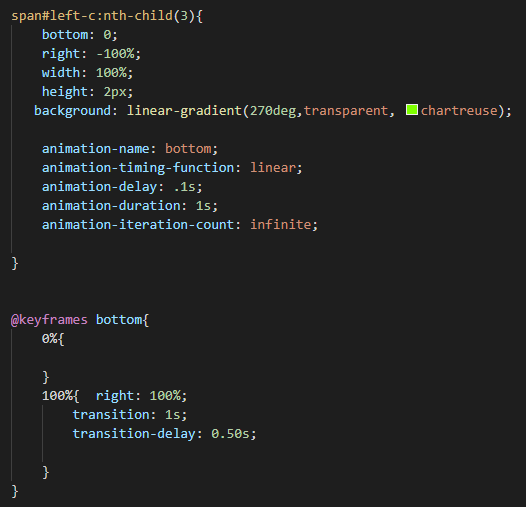 span#left-c:nth-child(3){
bottom: 0;
right: -100%;
width: 100%;
height: 2px;
background: linear-gradient(270deg,transparent, chartreuse);
animation-name: bottom;
animation-timing-function: linear;
animation-delay: .1s;
animation-duration: 1s;
animation-iteration-count: infinite;
}
@keyframes bottom{
0%{
}
100%{  right: 100%;
transition: 1s;
transition-delay: 0.50s;
}
}